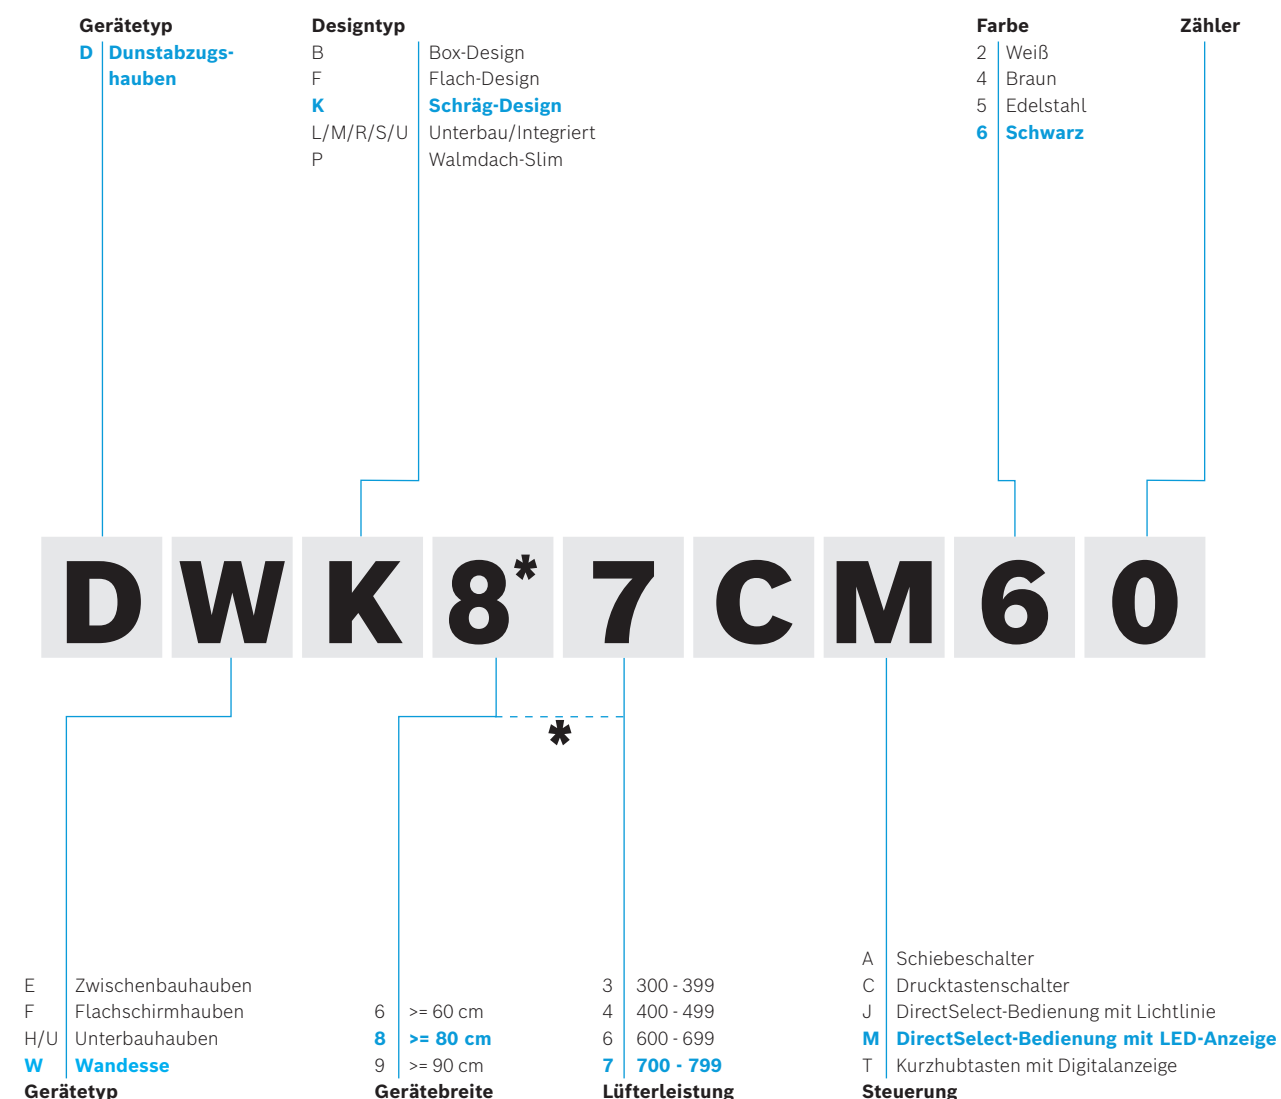 Gerätetyp
D Dunstabzugs-
hauben
Designtyp
B Box-Design
F Flach-Design
K Schräg-Design
L/M/R/S/U Unterbau/Integriert
P Walmdach-Slim
Farbe
2 Weiß
4 Braun
5 Edelstahl
6 Schwarz
Zähler
D W K 8* 7 C M 6 0
*
E Zwischenbauhauben
F Flachschirmhauben
H/U Unterbauhauben
W Wandesse
Gerätetyp
6 >= 60 cm
8 >= 80 cm
9 >= 90 cm
Gerätebreite
3 300 - 399
4 400 - 499
6 600 - 699
7 700 - 799
Lüfterleistung
A Schiebeschalter
C Drucktastenschalter
J DirectSelect-Bedienung mit Lichtlinie
M DirectSelect-Bedienung mit LED-Anzeige
T Kurzhubtasten mit Digitalanzeige
Steuerung